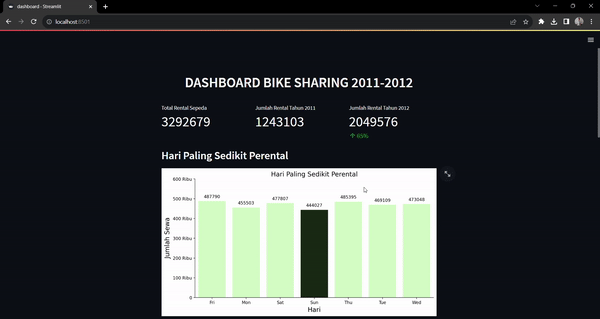 dashboard · Streamlit
localhost:8501
DASHBOARD BIKE SHARING 2011-2012
Total Rental Sepeda
Jumlah Rental Tahun 2011
Jumlah Rental Tahun 2012
3292679
1243103
2049576
65%
Hari Paling Sedikit Perental
Hari Paling Sedikit Perental
Jumlah Sewa
600 Ribu
500 Ribu
400 Ribu
300 Ribu
200 Ribu
100 Ribu
0
487790
455503
477807
444027
485395
469109
473048
Fri
Mon
Sat
Sun
Thu
Tue
Wed
Hari